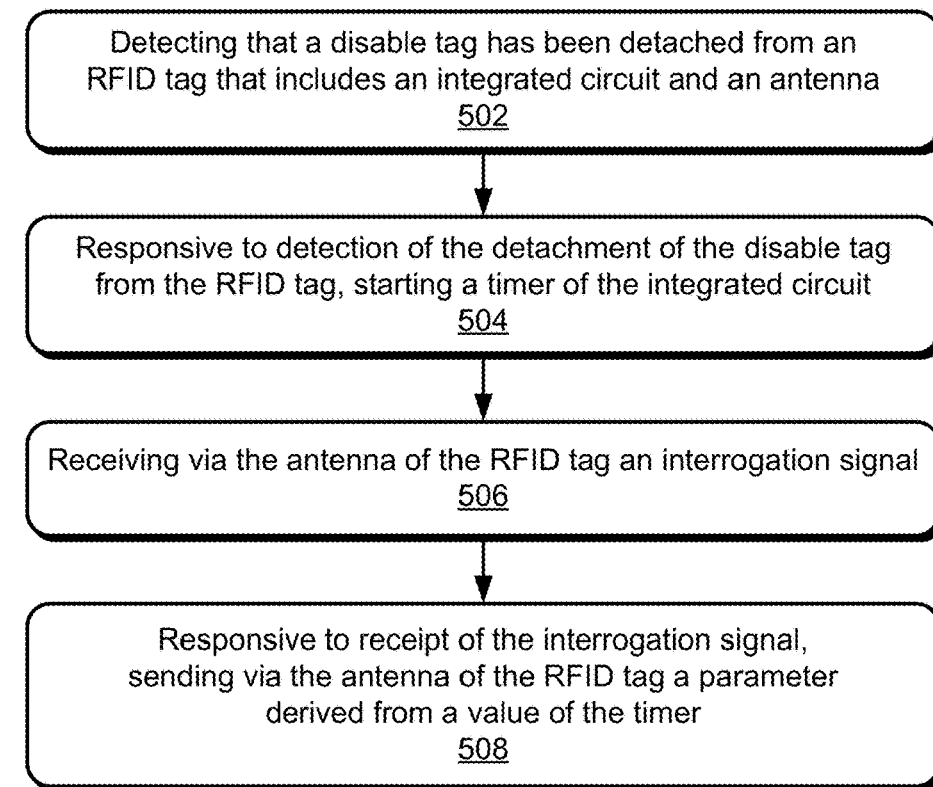 Detecting that a disable tag has been detached from an
RFID tag that includes an integrated circuit and an antenna
502
Responsive to detection of the detachment of the disable tag
from the RFID tag, starting a timer of the integrated circuit
504
Receiving via the antenna of the RFID tag an interrogation signal
506
Responsive to receipt of the interrogation signal,
sending via the antenna of the RFID tag a parameter
derived from a value of the timer
508